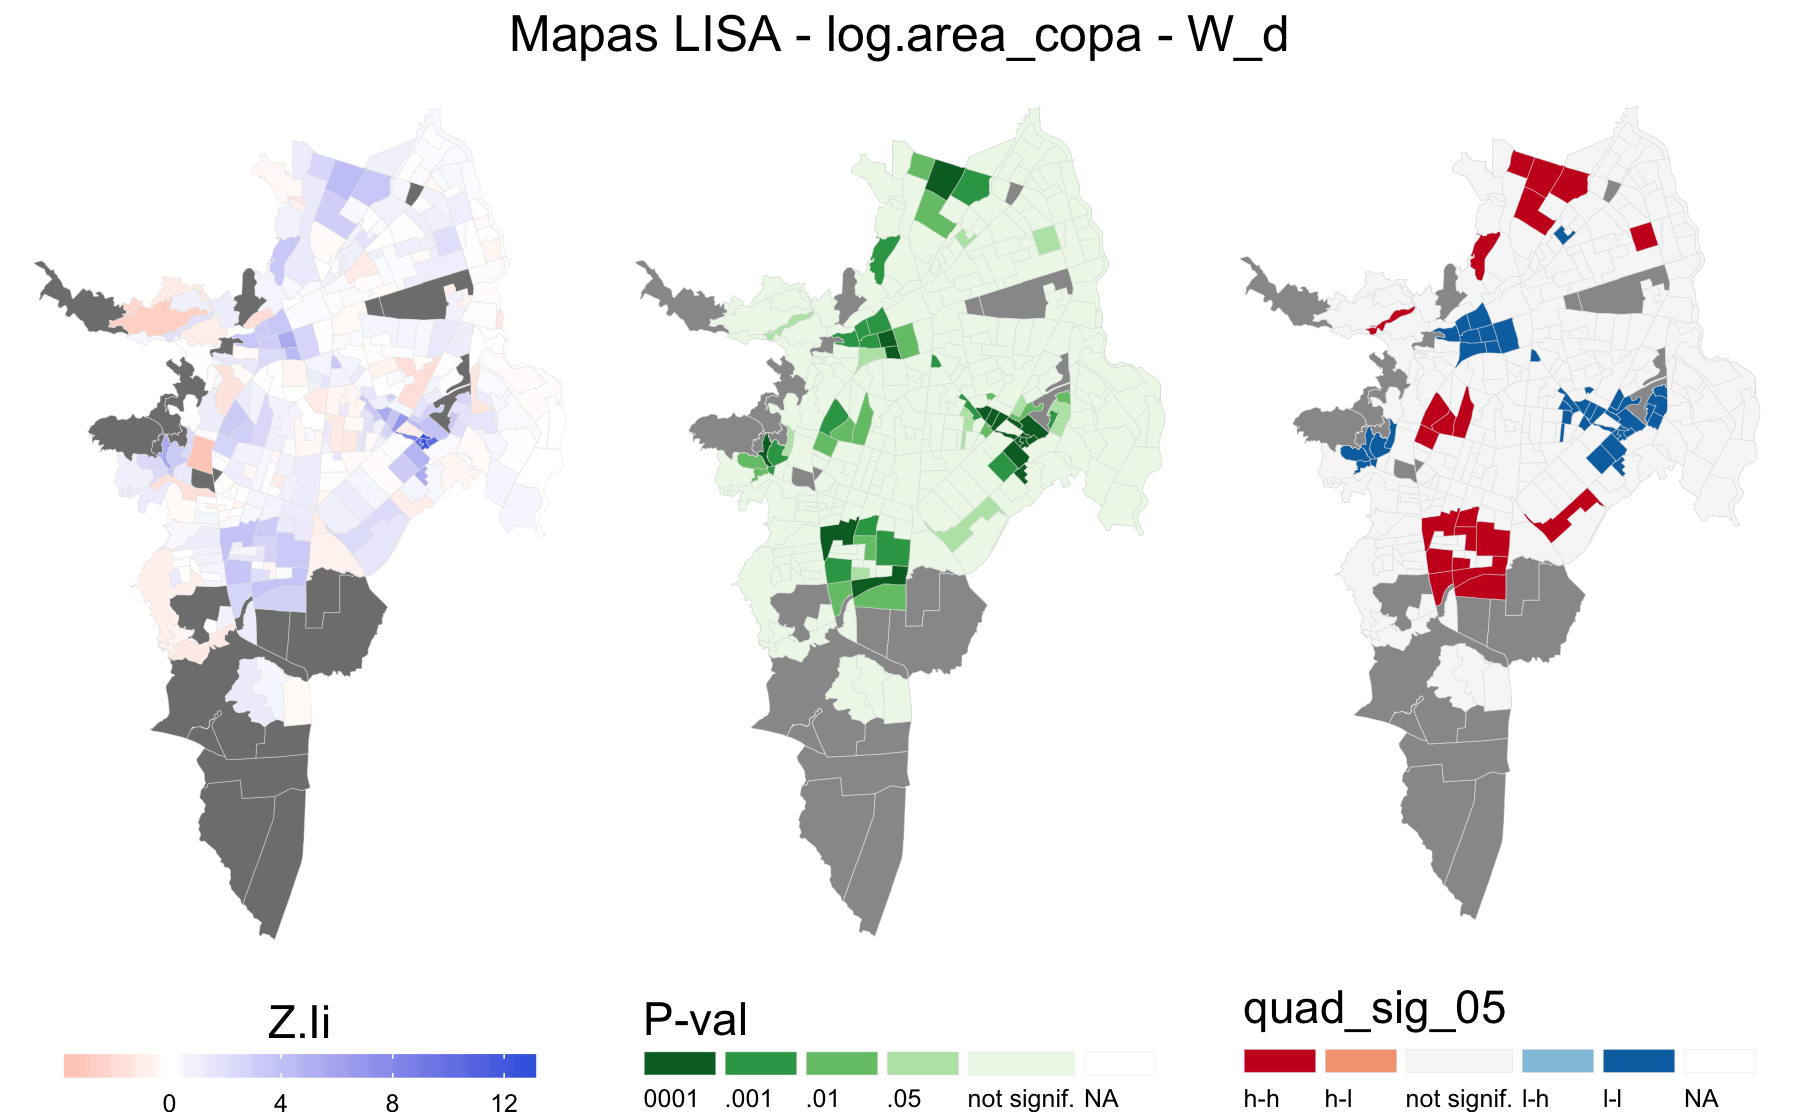 Mapas LISA - log.area_copa - W_d
Z.Ii
0 4 8 12
P-val
0001 .001 .01 .05 not signif. NA
quad_sig_05
h-h h-l not signif. l-h l-l NA